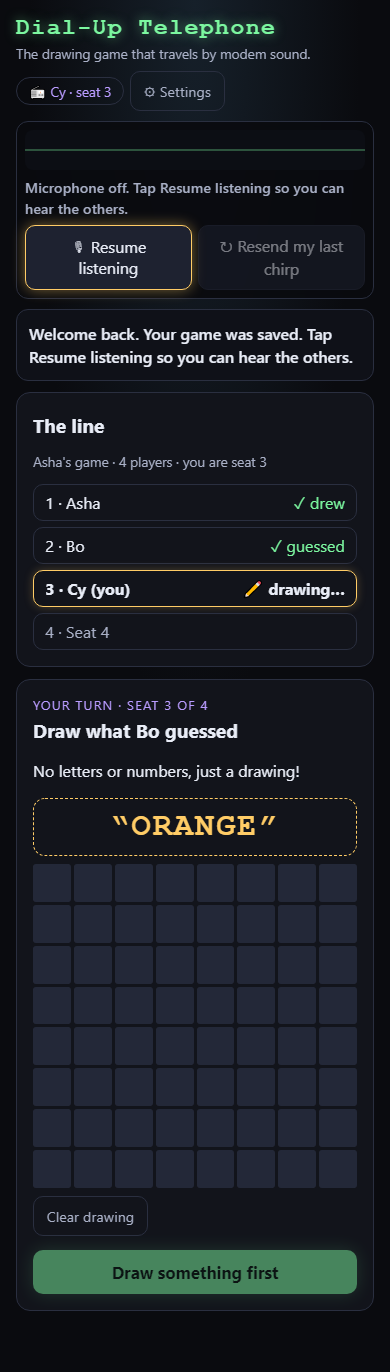 Dial-Up Telephone
The drawing game that travels by modem sound.
📻 Cy · seat 3
⚙ Settings
Microphone off. Tap Resume listening so you can
hear the others.
🎙 Resume
listening
↻ Resend my last
chirp
Welcome back. Your game was saved. Tap
Resume listening so you can hear the others.
The line
Asha's game · 4 players · you are seat 3
1 · Asha ✓ drew
2 · Bo ✓ guessed
3 · Cy (you) ✏️ drawing…
4 · Seat 4
YOUR TURN · SEAT 3 OF 4
Draw what Bo guessed
No letters or numbers, just a drawing!
“ORANGE”
Clear drawing
Draw something first